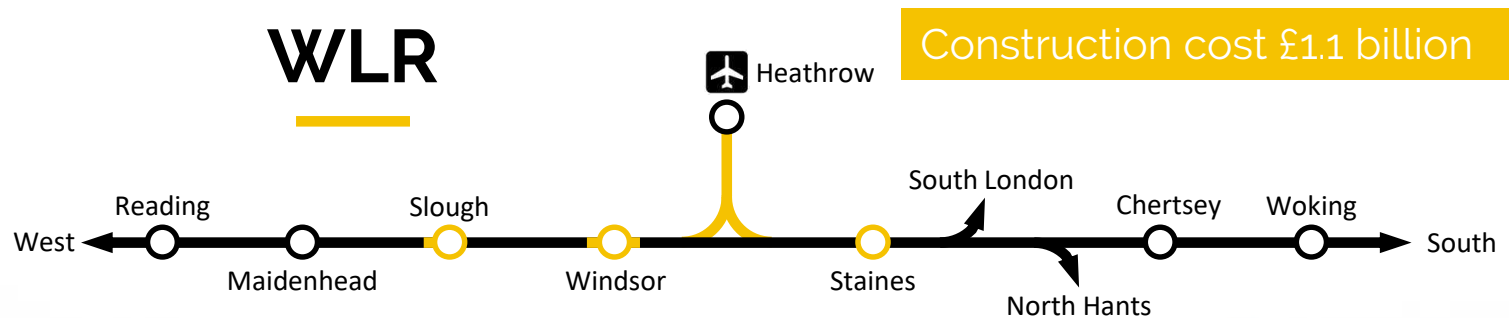 WLR
Construction cost £1.1 billion
Heathrow
South London
Reading
Slough
Chertsey
Woking
West
South
Maidenhead
Windsor
Staines
North Hants